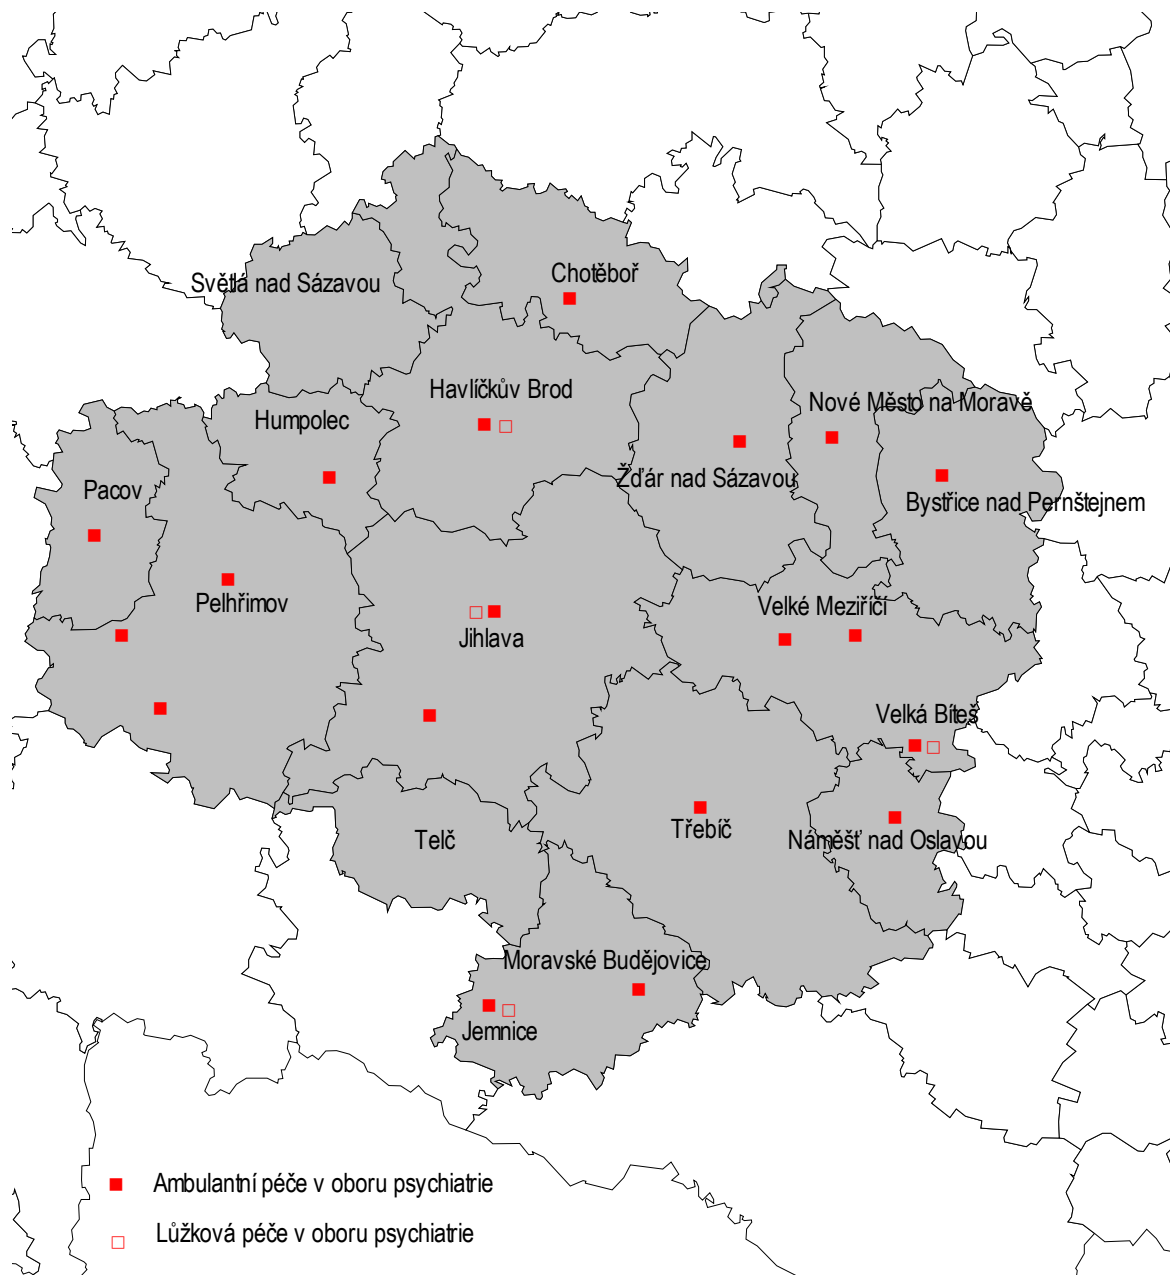 Chotěboř
Světlá nad Sázavou
Havlíčkův Brod
Nové Město na Moravě
Humpolec
Žďár nad Sázavou
Pacov
Bystřice nad Pernštejnem
Pelhřimov
Velké Meziříčí
Jihlava
Velká Bíteš
Třebíč
Telč
Náměšť nad Oslavou
Moravské Budějovice
Jemnice
Ambulantní péče v oboru psychiatrie
Lůžková péče v oboru psychiatrie